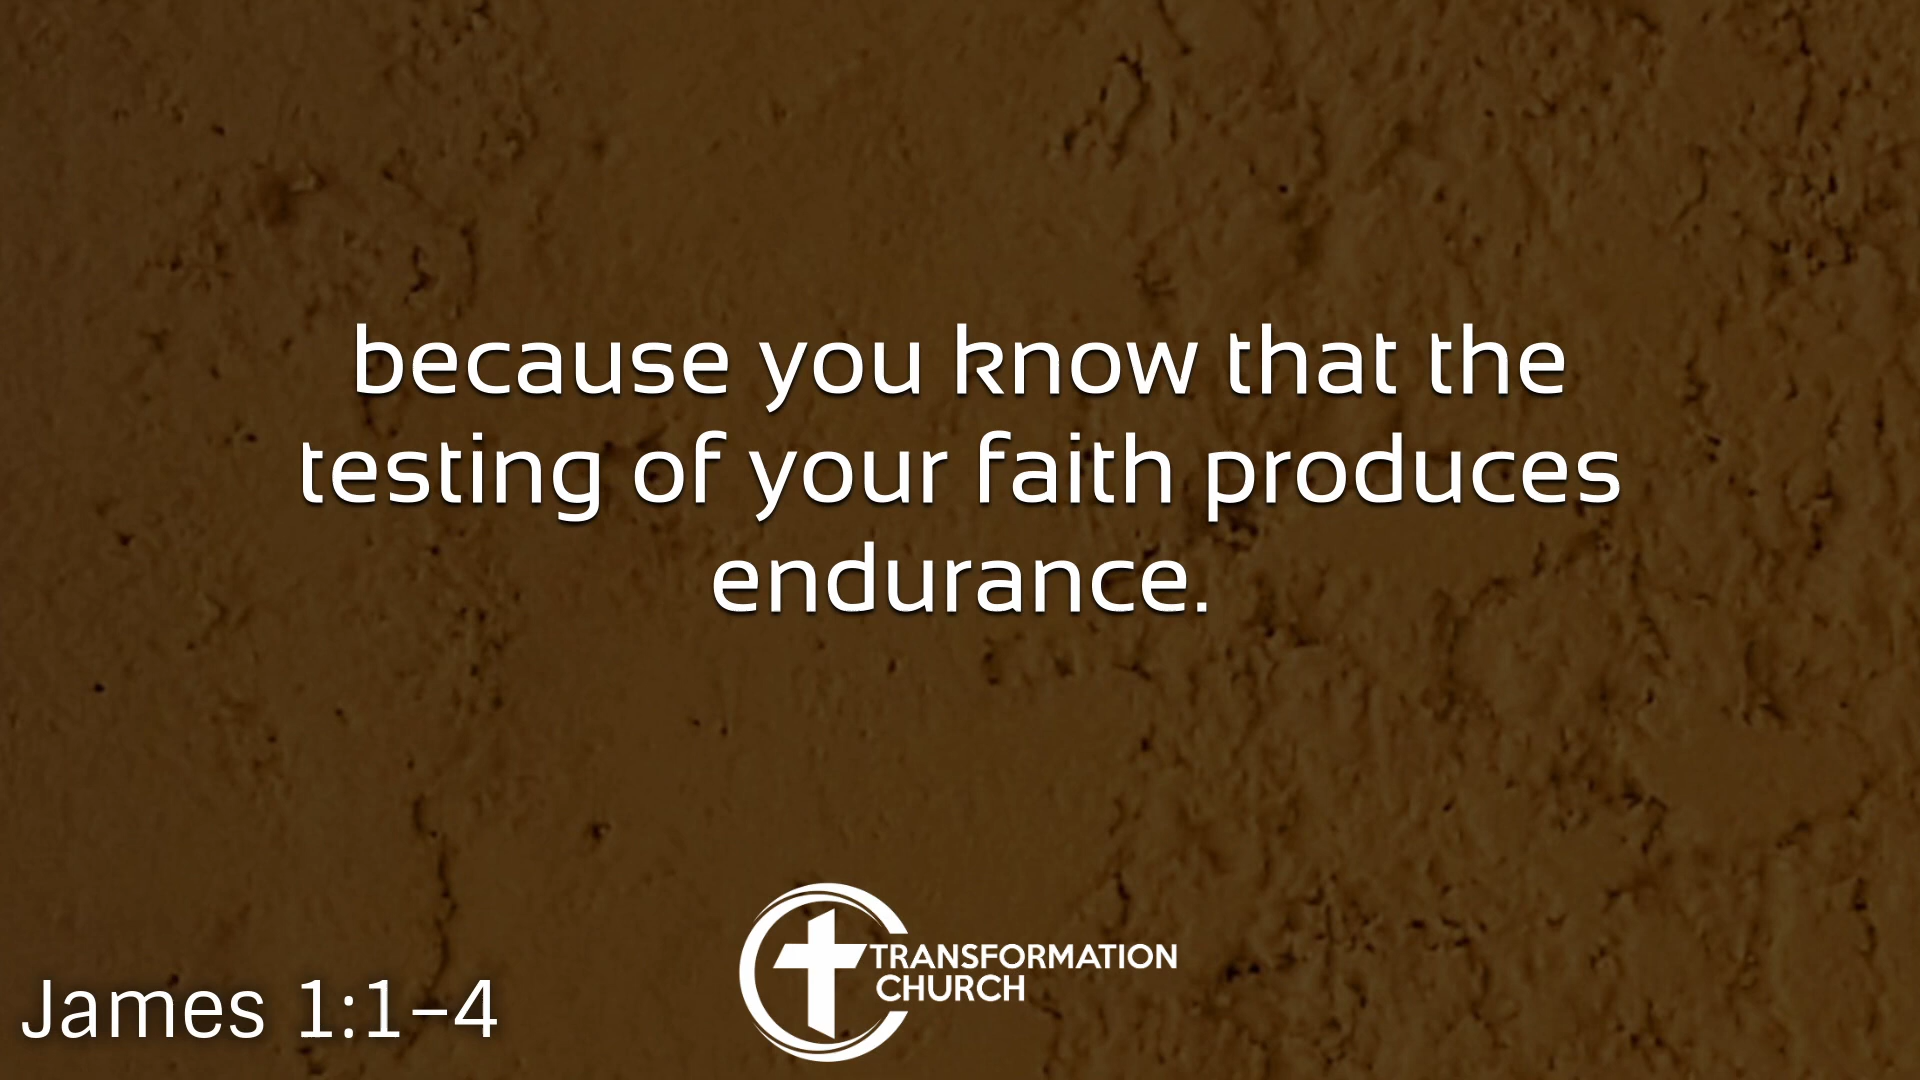 because you know that the
testing of your faith produces
endurance.
TRANSFORMATION
CHURCH
James 1:1–4